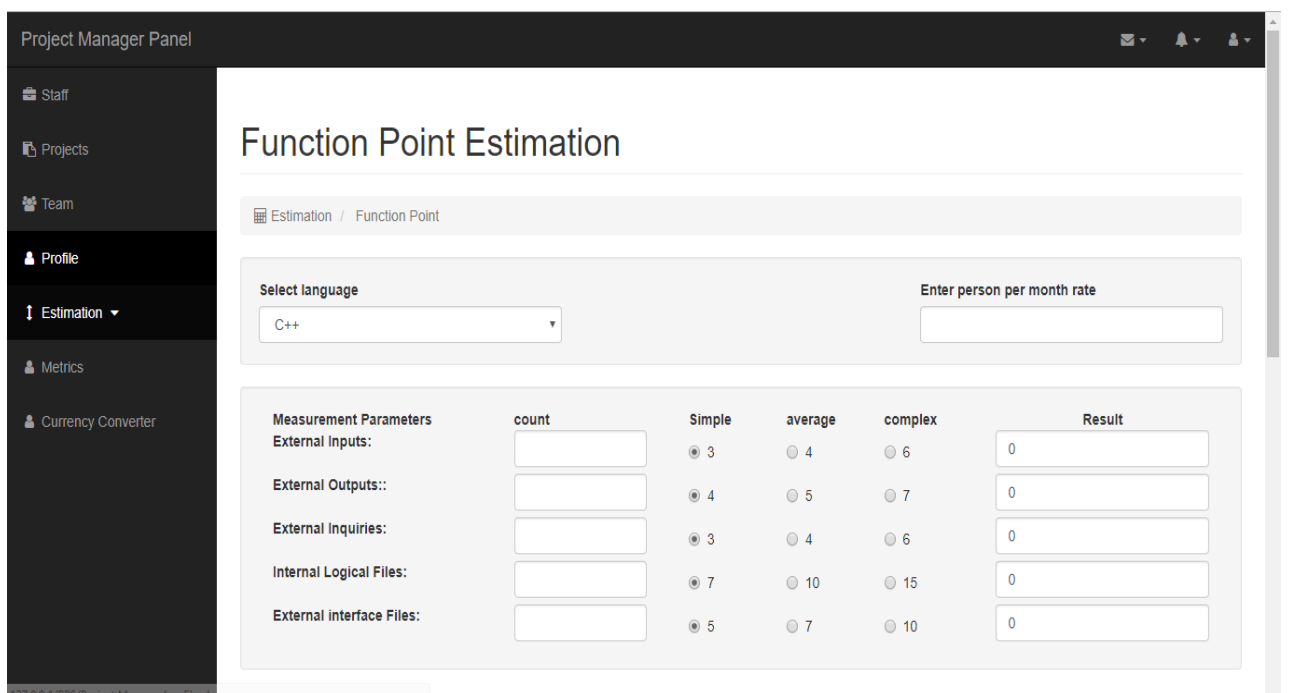 Project Manager Panel
Staff
Projects
Team
Profile
Estimation
Metrics
Currency Converter
Function Point Estimation
Estimation / Function Point
Select language
Enter person per month rate
C++
Measurement Parameters count Simple average complex Result
External Inputs: 3 4 6 0
External Outputs:: 4 5 7 0
External Inquiries: 3 4 6 0
Internal Logical Files: 7 10 15 0
External interface Files: 5 7 10 0